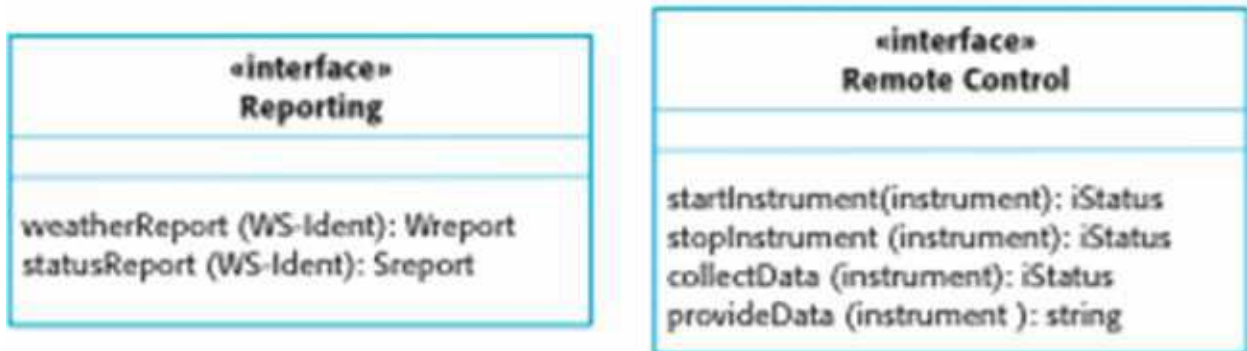 «interface»
Reporting
weatherReport (WS-Ident): Wreport
statusReport (WS-Ident): Sreport
«interface»
Remote Control
startInstrument(instrument): iStatus
stopInstrument (instrument): iStatus
collectData (instrument): iStatus
provideData (instrument ): string